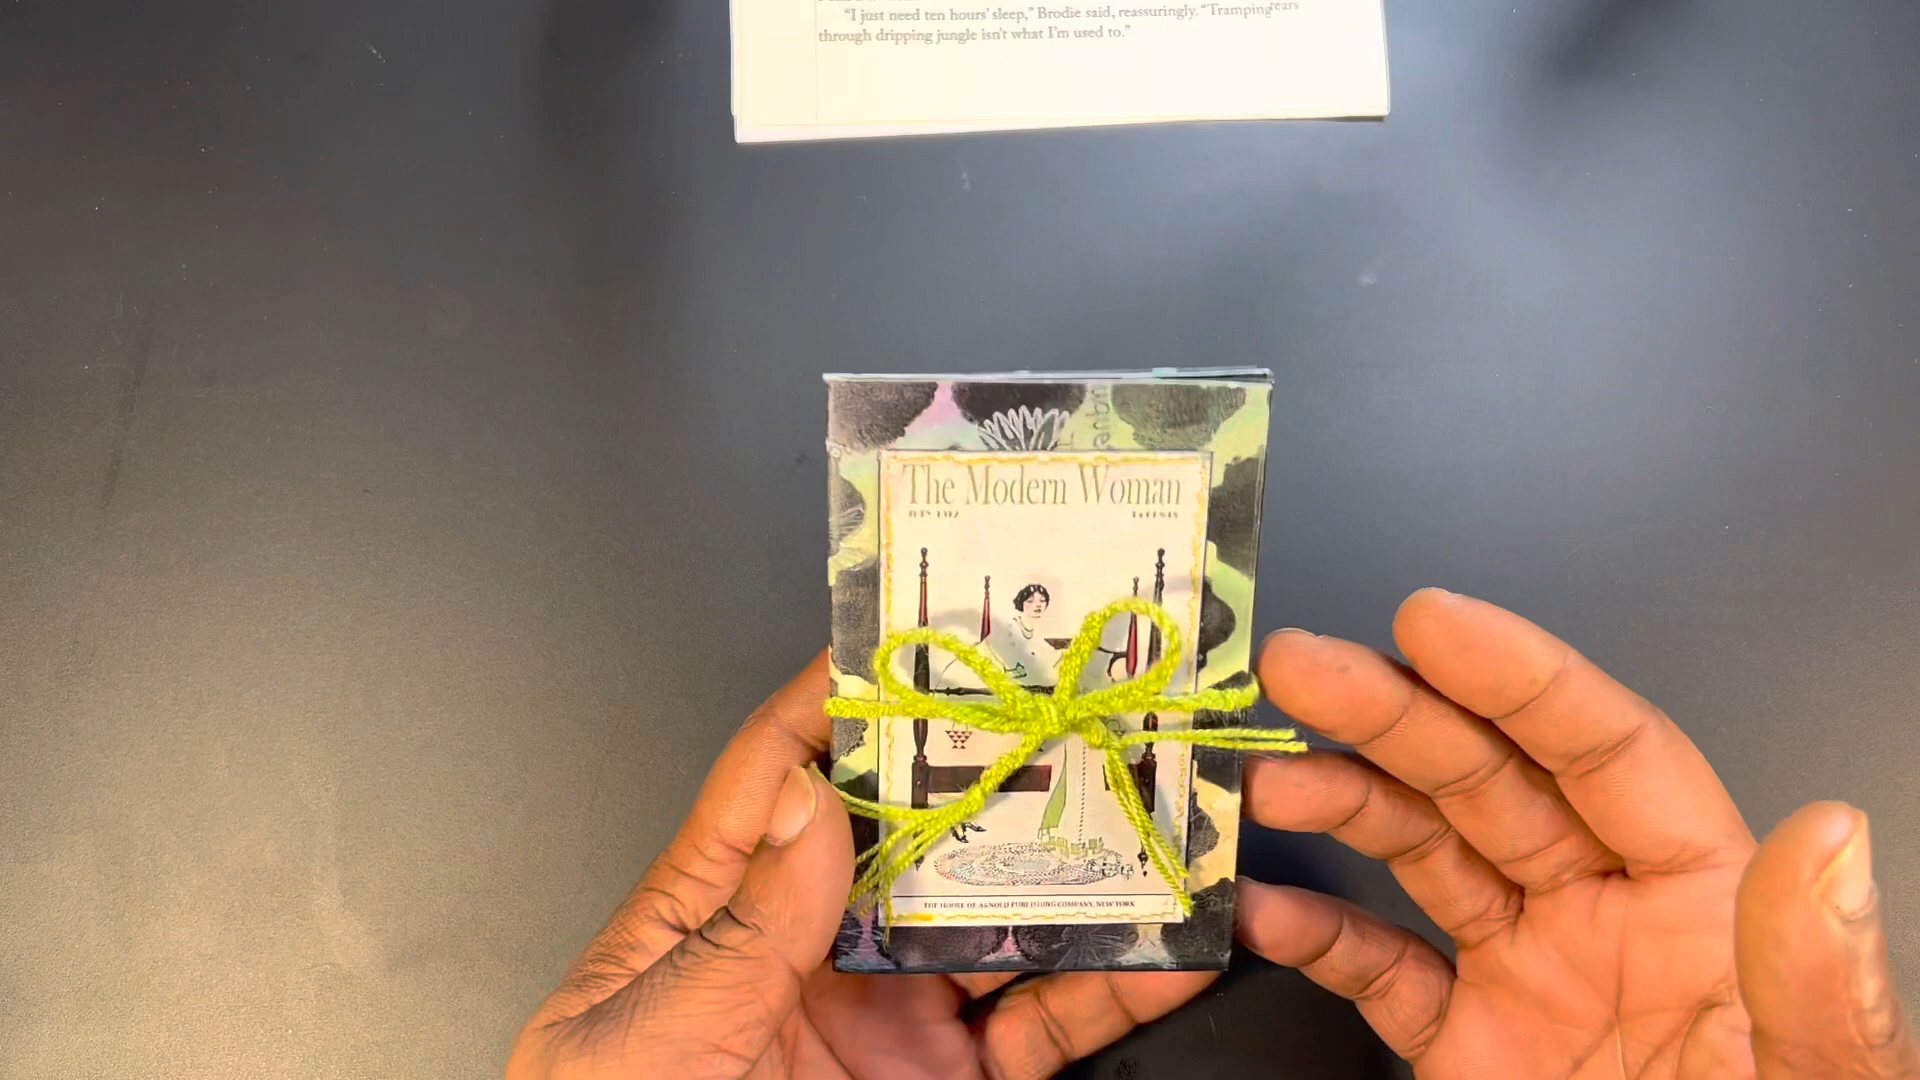 "I just need ten hours' sleep," Brodie said, reassuringly. "Tramping
ears
through dripping jungle isn't what I'm used to."
The Modern Woman
THE HOUSE OF ARNOLD PUBLISHING COMPANY, NEW YORK